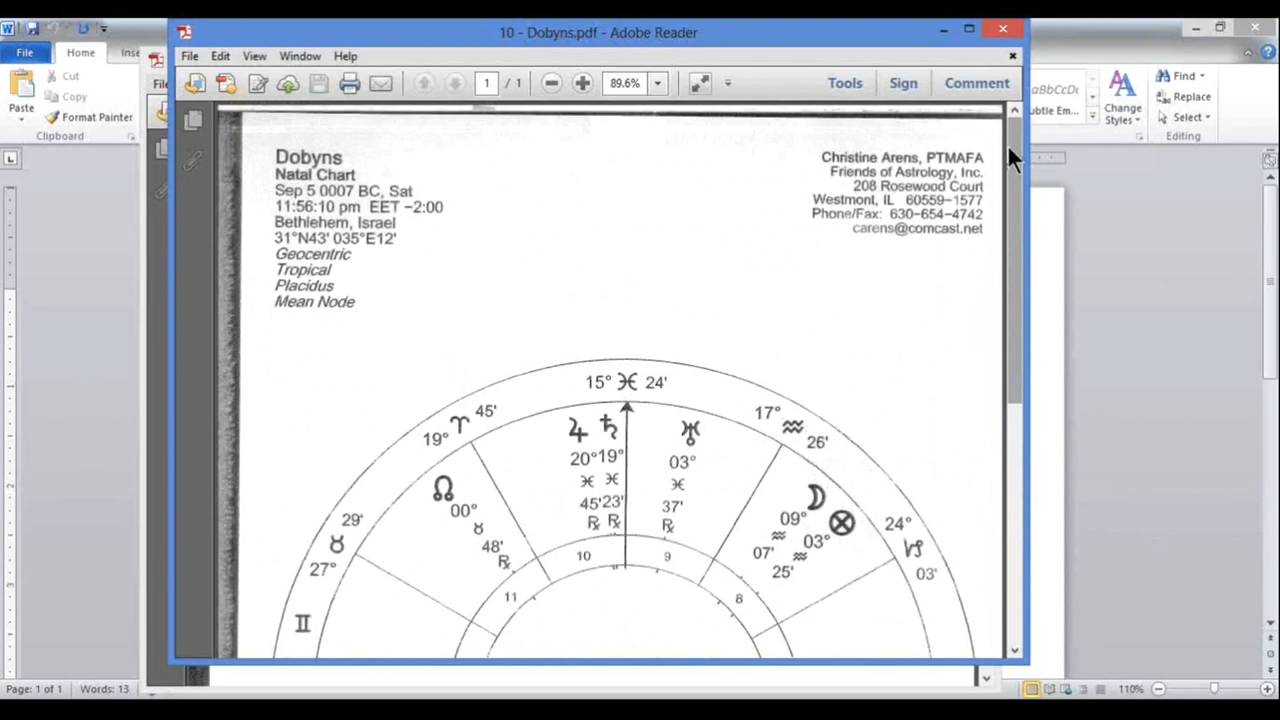 File
Home
Inse
Cut
Copy
Paste
Format Painter
Clipboard
10 - Dobyns.pdf - Adobe Reader
File Edit View Window Help
1 / 1
89.6%
Tools Sign Comment
Fil
aBbCcDc
btle Em...
Change
Styles
Find
Replace
Select
Editing
Dobyns
Natal Chart
Sep 5 0007 BC, Sat
11:56:10 pm EET −2:00
Bethlehem, Israel
31°N43' 035°E12'
Geocentric
Tropical
Placidus
Mean Node
Christine Arens, PTMAFA
Friends of Astrology, Inc.
208 Rosewood Court
Westmont, IL 60559−1577
Phone/Fax: 630−654−4742
carens@comcast.net
15° ♓ 24'
19° ♈ 45'
17° ♒ 26'
♃ ♄
20° 19°
♓ ♓
45' 23'
℞ ℞
♅
03°
♓
37'
℞
☊
00°
♉
48'
℞
☽
09°
♒
07'
⊗
03°
♒
25'
29'
♉
27°
24°
♑
03'
♊
10 9
11 8
Page: 1 of 1 Words: 13
110%